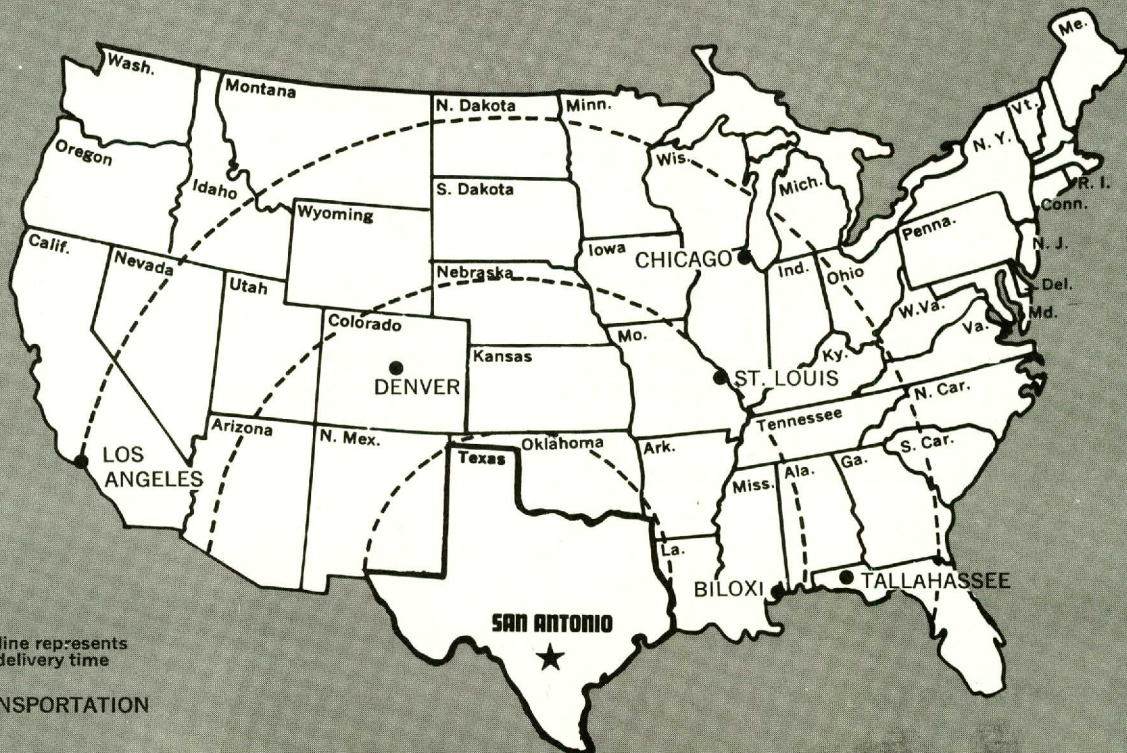 Me.
Wash.
Montana
N. Dakota
Minn.
Vt.
N. Y.
Oregon
Idaho
Wis.
Mich.
R. I.
S. Dakota
Wyoming
Conn.
Penna.
Calif.
Nevada
Iowa
CHICAGO
Ind.
Ohio
N. J.
Utah
Nebraska
Del.
W.Va.
Md.
Colorado
Va.
Mo.
Kansas
Ky.
DENVER
ST. LOUIS
N. Car.
Tennessee
Arizona
N. Mex.
Oklahoma
Ark.
S. Car.
LOS
ANGELES
Texas
Miss.
Ala.
Ga.
La.
BILOXI
TALLAHASSEE
SAN ANTONIO
line represents
delivery time
NSPORTATION